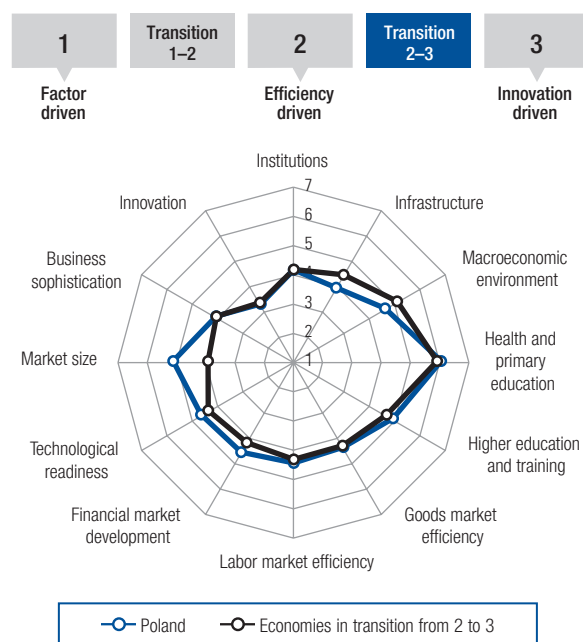 1
Transition
1–2
2
Transition
2–3
3
Factor
driven
Efficiency
driven
Innovation
driven
Institutions
7
6
5
4
3
2
1
Infrastructure
Macroeconomic
environment
Health and
primary
education
Higher education
and training
Goods market
efficiency
Labor market efficiency
Financial market
development
Technological
readiness
Market size
Business
sophistication
Innovation
Poland
Economies in transition from 2 to 3